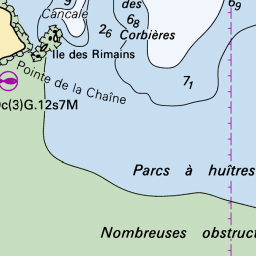 9
Cancale
des
6₈
2₆ Corbières
6₉
Ile des Rimains
7₁
Pointe de la Chaîne
c(3)G.12s7M
Parcs à huîtres
Nombreuses obstruct